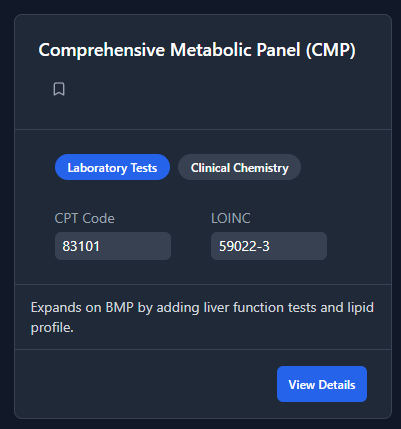 Comprehensive Metabolic Panel (CMP)
Laboratory Tests
Clinical Chemistry
CPT Code
LOINC
83101
59022-3
Expands on BMP by adding liver function tests and lipid
profile.
View Details